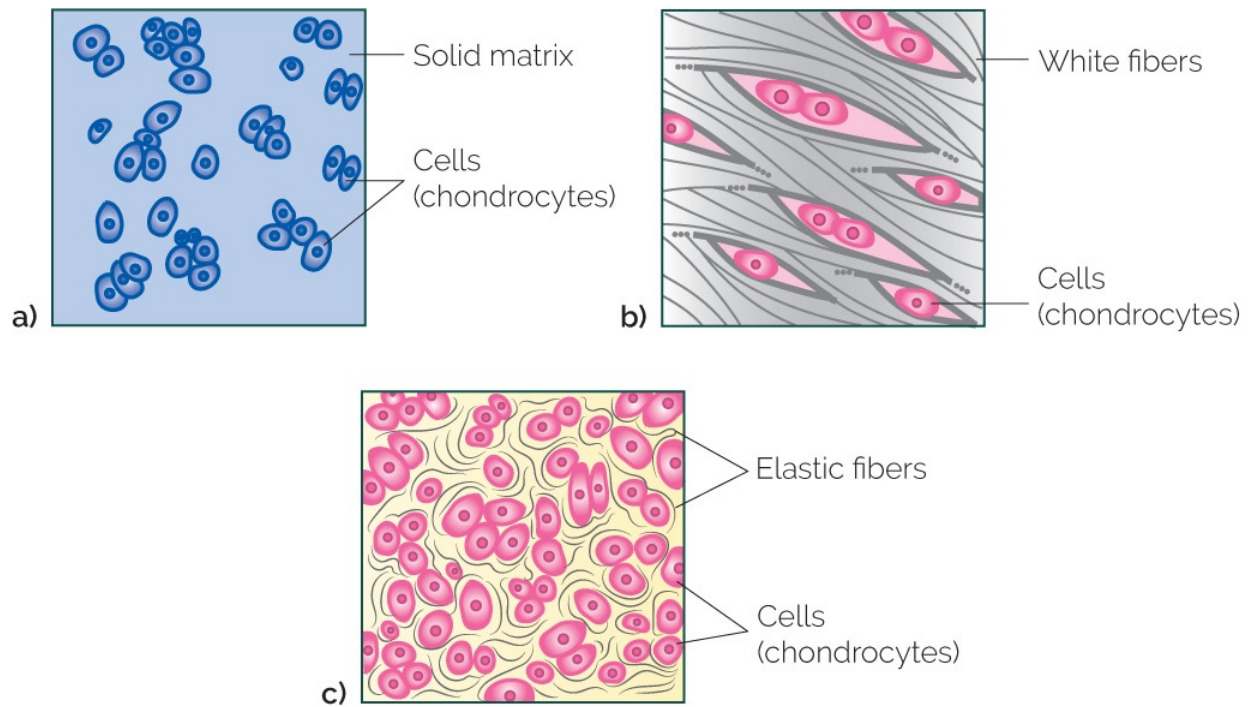 Solid matrix
Cells
(chondrocytes)
a)
White fibers
Cells
(chondrocytes)
b)
Elastic fibers
Cells
(chondrocytes)
c)